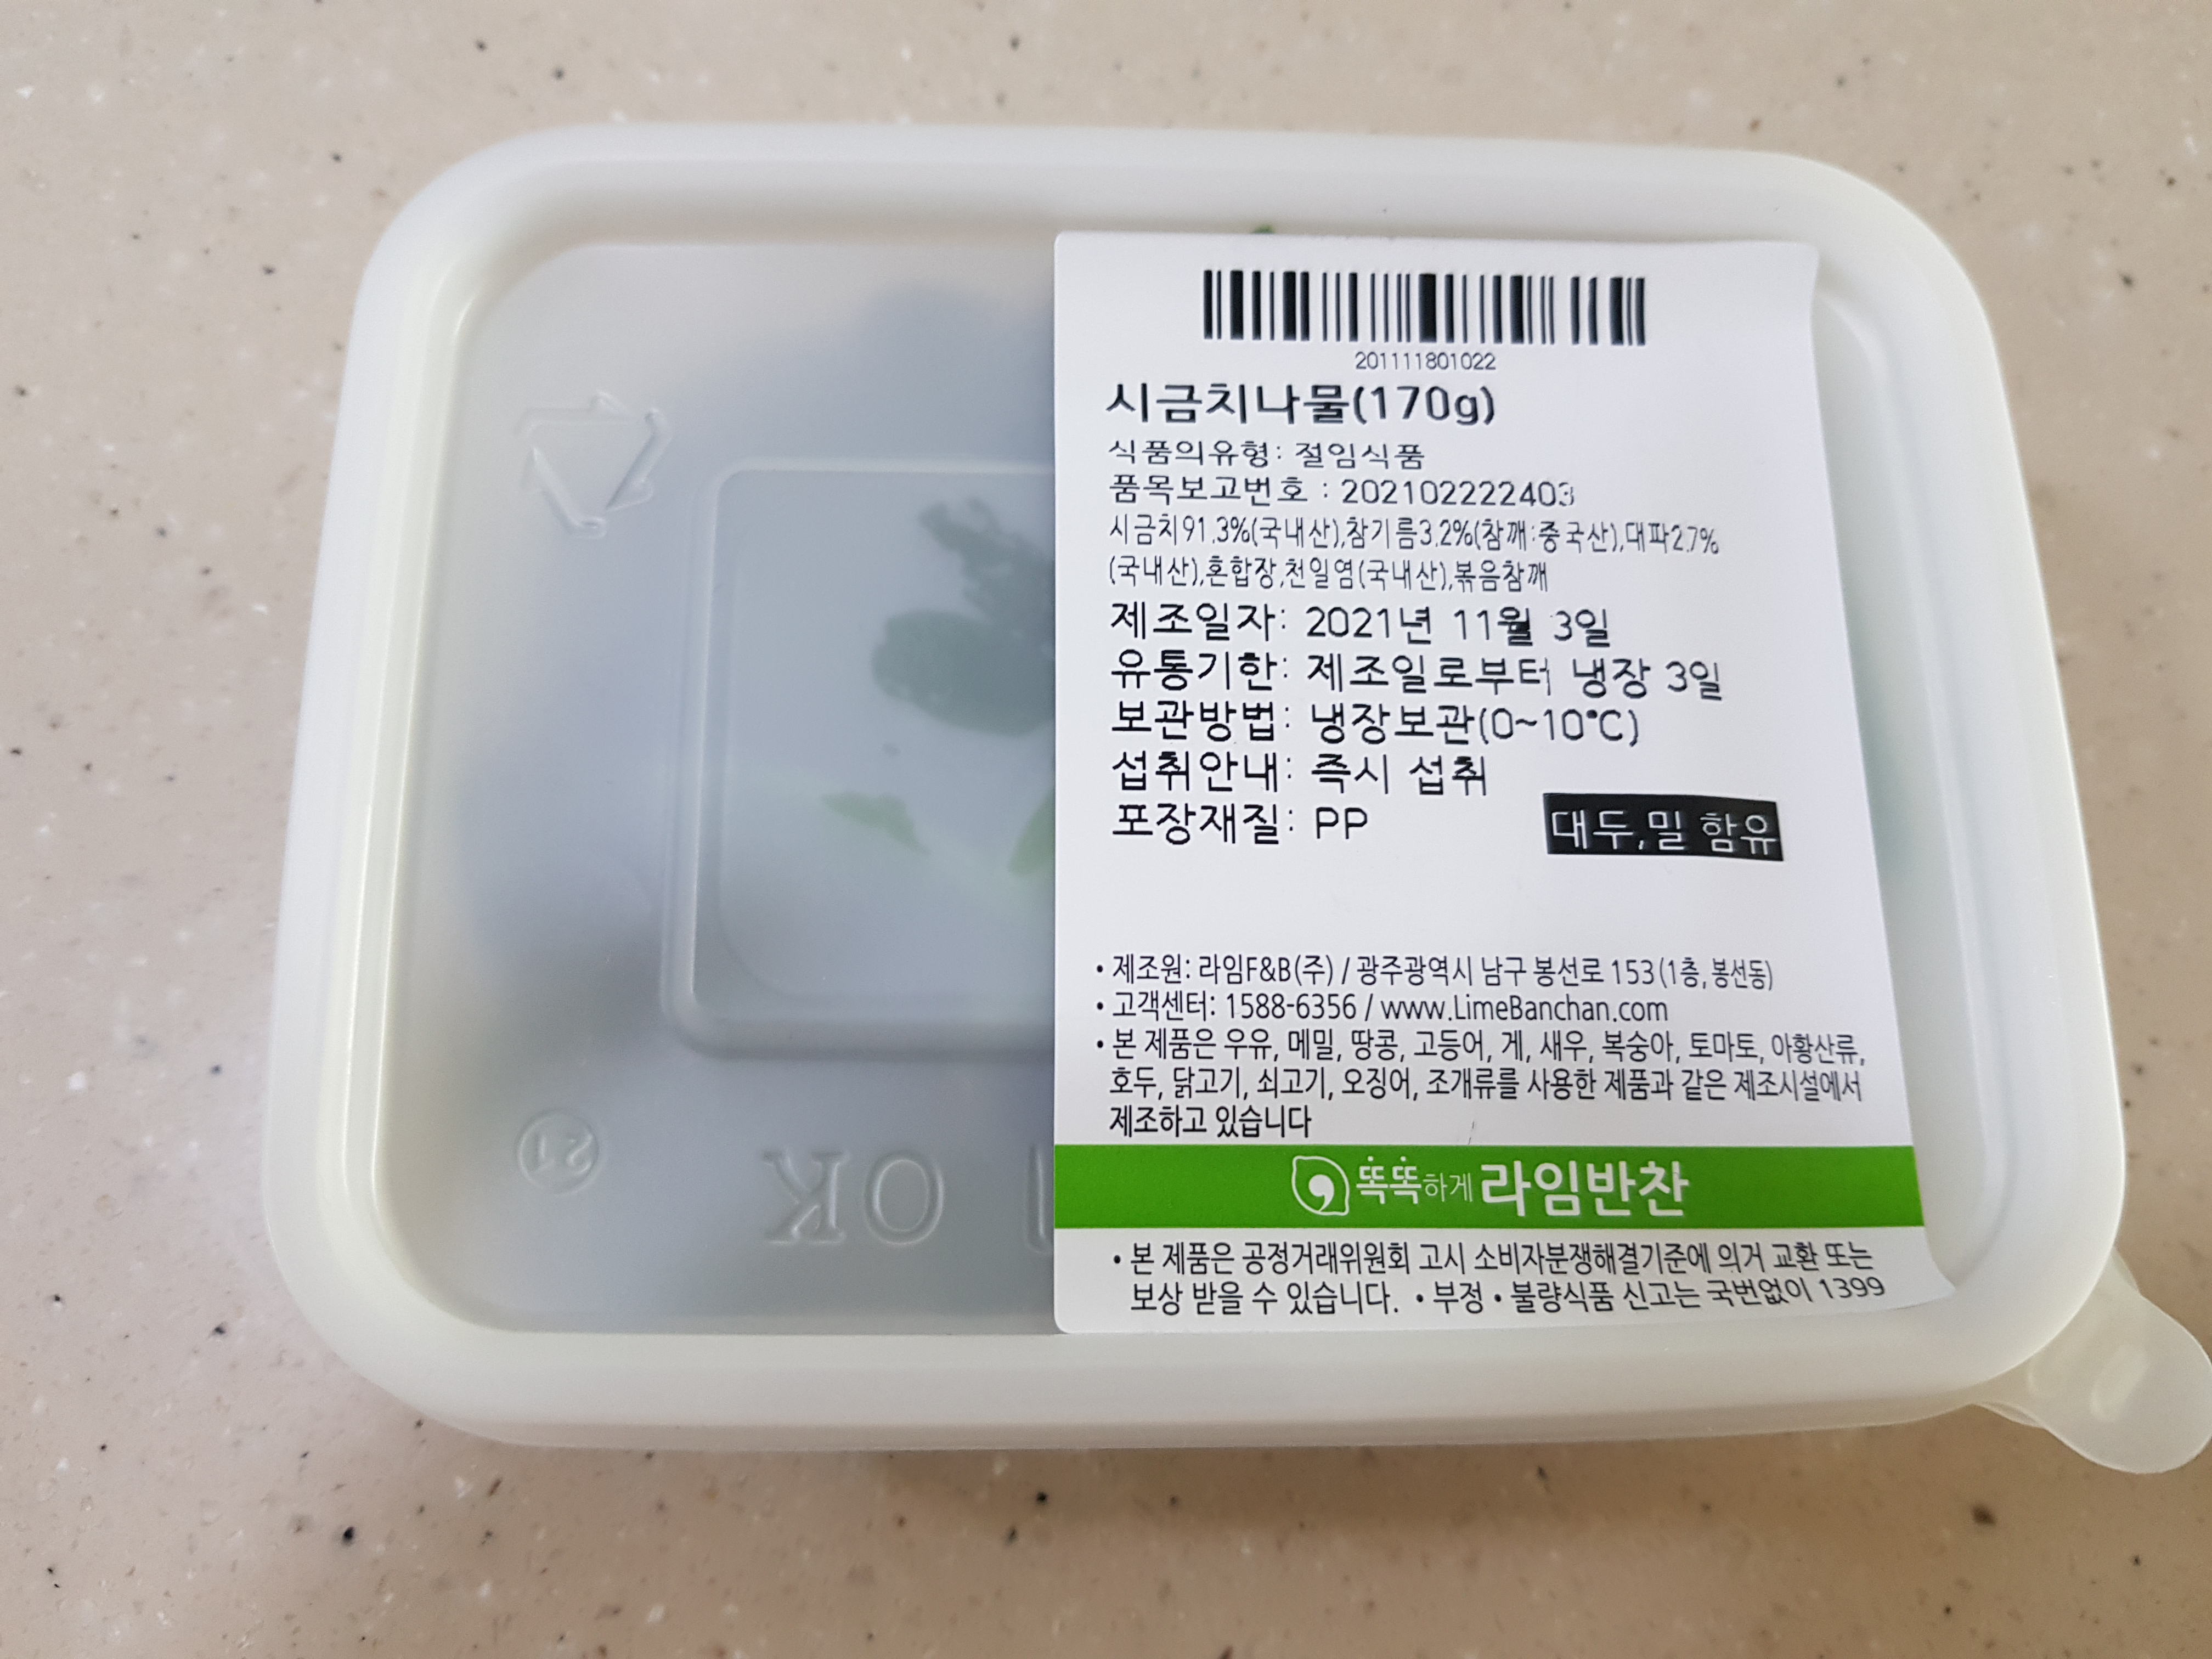 201111801022
시금치나물(170g)
식품의유형: 절임식품
품목보고번호 : 202102222403
시금치91.3%(국내산),참기름3.2%(참깨:중국산),대파2.7%
(국내산),혼합장,천일염(국내산),볶음참깨
제조일자: 2021년 11월 3일
유통기한: 제조일로부터 냉장 3일
보관방법: 냉장보관(0~10℃)
섭취안내: 즉시 섭취
포장재질: PP
대두,밀 함유
• 제조원: 라임F&B(주) / 광주광역시 남구 봉선로 153 (1층, 봉선동)
• 고객센터: 1588-6356 / www.LimeBanchan.com
• 본 제품은 우유, 메밀, 땅콩, 고등어, 게, 새우, 복숭아, 토마토, 아황산류,
호두, 닭고기, 쇠고기, 오징어, 조개류를 사용한 제품과 같은 제조시설에서
제조하고 있습니다
똑똑하게 라임반찬
• 본 제품은 공정거래위원회 고시 소비자분쟁해결기준에 의거 교환 또는
보상 받을 수 있습니다. • 부정 • 불량식품 신고는 국번없이 1399
21
OK